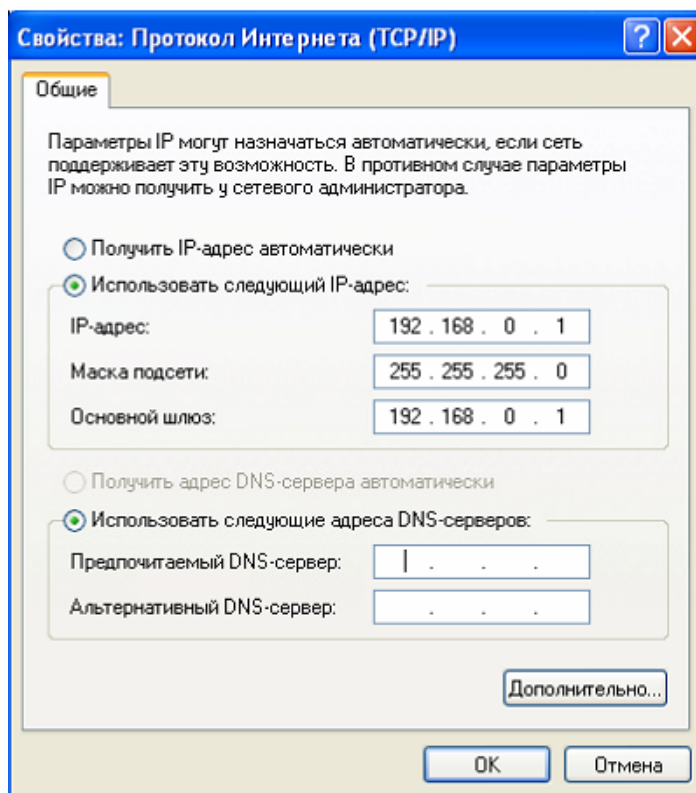 Свойства: Протокол Интернета (TCP/IP)
Общие
Параметры IP могут назначаться автоматически, если сеть
поддерживает эту возможность. В противном случае параметры
IP можно получить у сетевого администратора.
Получить IP-адрес автоматически
Использовать следующий IP-адрес:
IP-адрес: 192 . 168 . 0 . 1
Маска подсети: 255 . 255 . 255 . 0
Основной шлюз: 192 . 168 . 0 . 1
Получить адрес DNS-сервера автоматически
Использовать следующие адреса DNS-серверов:
Предпочитаемый DNS-сервер: . . .
Альтернативный DNS-сервер: . . .
Дополнительно...
OK Отмена